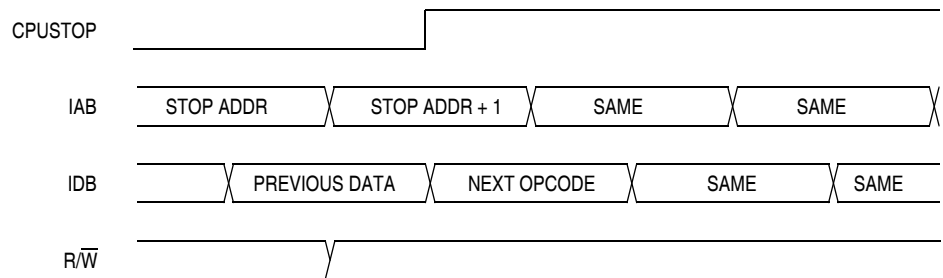 CPUSTOP
IAB STOP ADDR STOP ADDR + 1 SAME SAME
IDB PREVIOUS DATA NEXT OPCODE SAME SAME
R/W̅